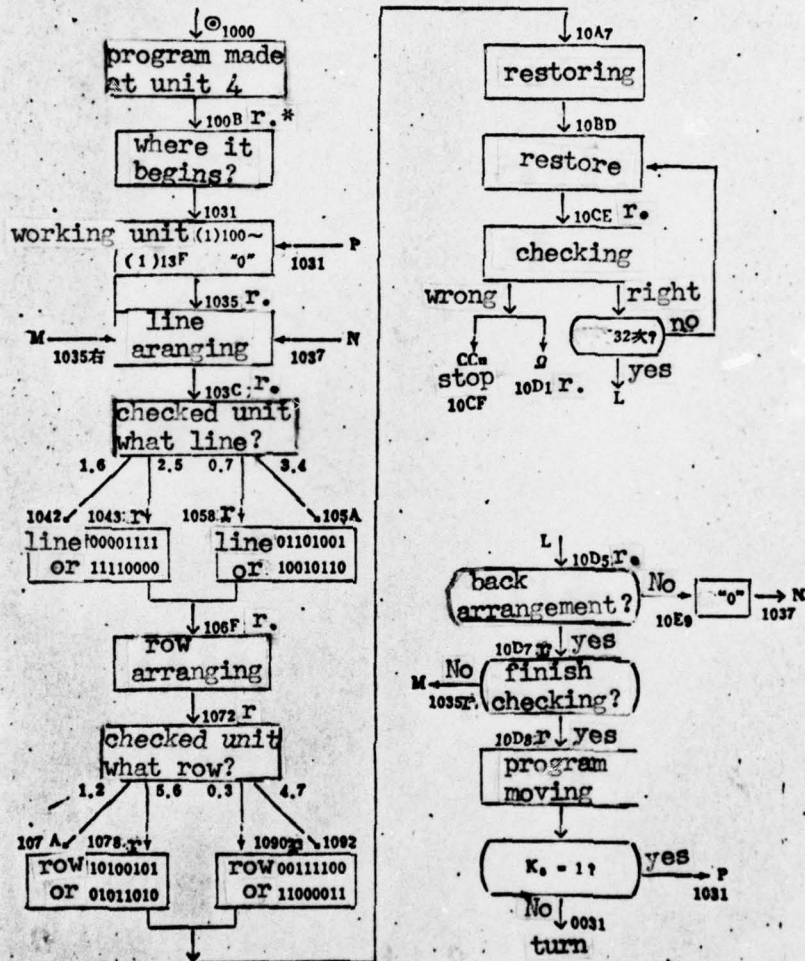 ⊙1000
program made
at unit 4
100B r.*
where it
begins?
1031
working unit (1)100~
(1)13F "0"
P
1031
1035 r.
M
1035右
line
aranging
N
1037
103C; r.
checked unit
what line?
1.6 2.5 0.7 3.4
1042 1043. r 1058. r 105A
line 00001111
or 11110000
line 01101001
or 10010110
106F r.
row
arranging
1072 r
checked unit
what row?
1.2 5.6 0.3 4.7
107A 1078. r 1090 r 1092
row 10100101
or 01011010
row 00111100
or 11000011
10A7
restoring
10BD
restore
10CE r.
checking
wrong right
32次? no
yes
L
stop
10CF
Ω
10D1 r.
L
10D5 r.
back
arrangement?
No
10E9
"0"
N
1037
10D7 r yes
finish
checking?
No
M
1035 r.
10D8. r yes
program
moving
= 1?
yes
P
1031
No
0031
turn